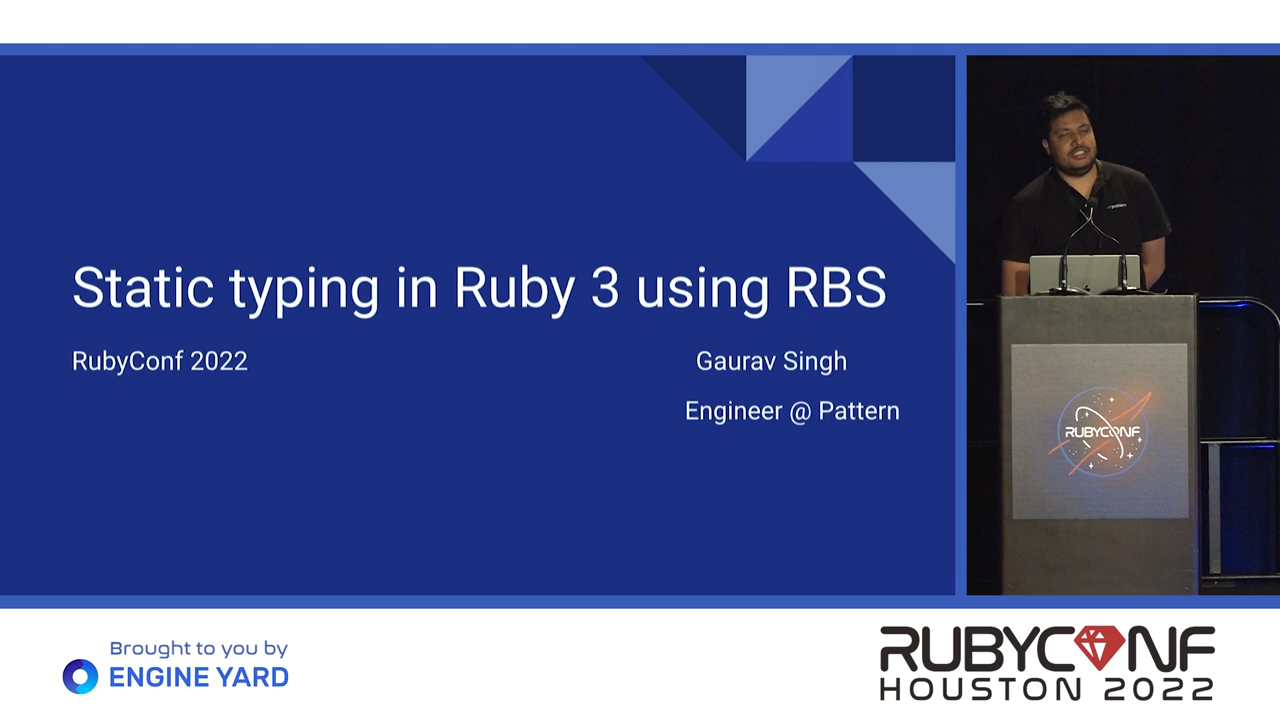 Static typing in Ruby 3 using RBS
RubyConf 2022
Gaurav Singh
Engineer @ Pattern
pattern
RUBYCONF
Brought to you by
ENGINE YARD
RUBYCONF
HOUSTON 2022